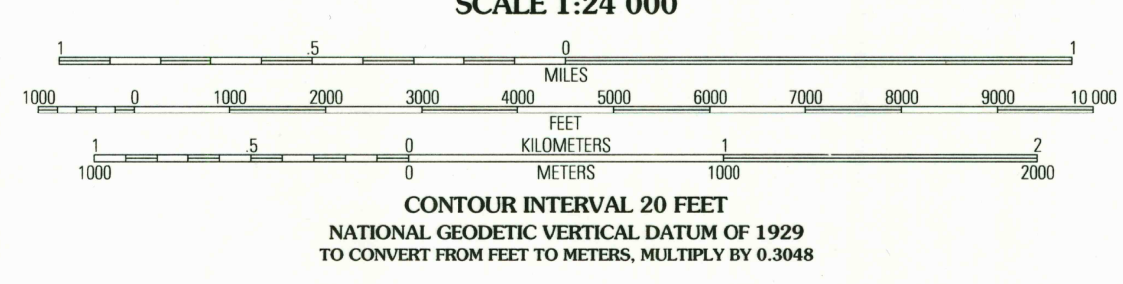 SCALE 1:24 000
1 .5 0 1
MILES
1000 0 1000 2000 3000 4000 5000 6000 7000 8000 9000 10 000
FEET
1 .5 0 KILOMETERS 1 2
1000 0 METERS 1000 2000
CONTOUR INTERVAL 20 FEET
NATIONAL GEODETIC VERTICAL DATUM OF 1929
TO CONVERT FROM FEET TO METERS, MULTIPLY BY 0.3048